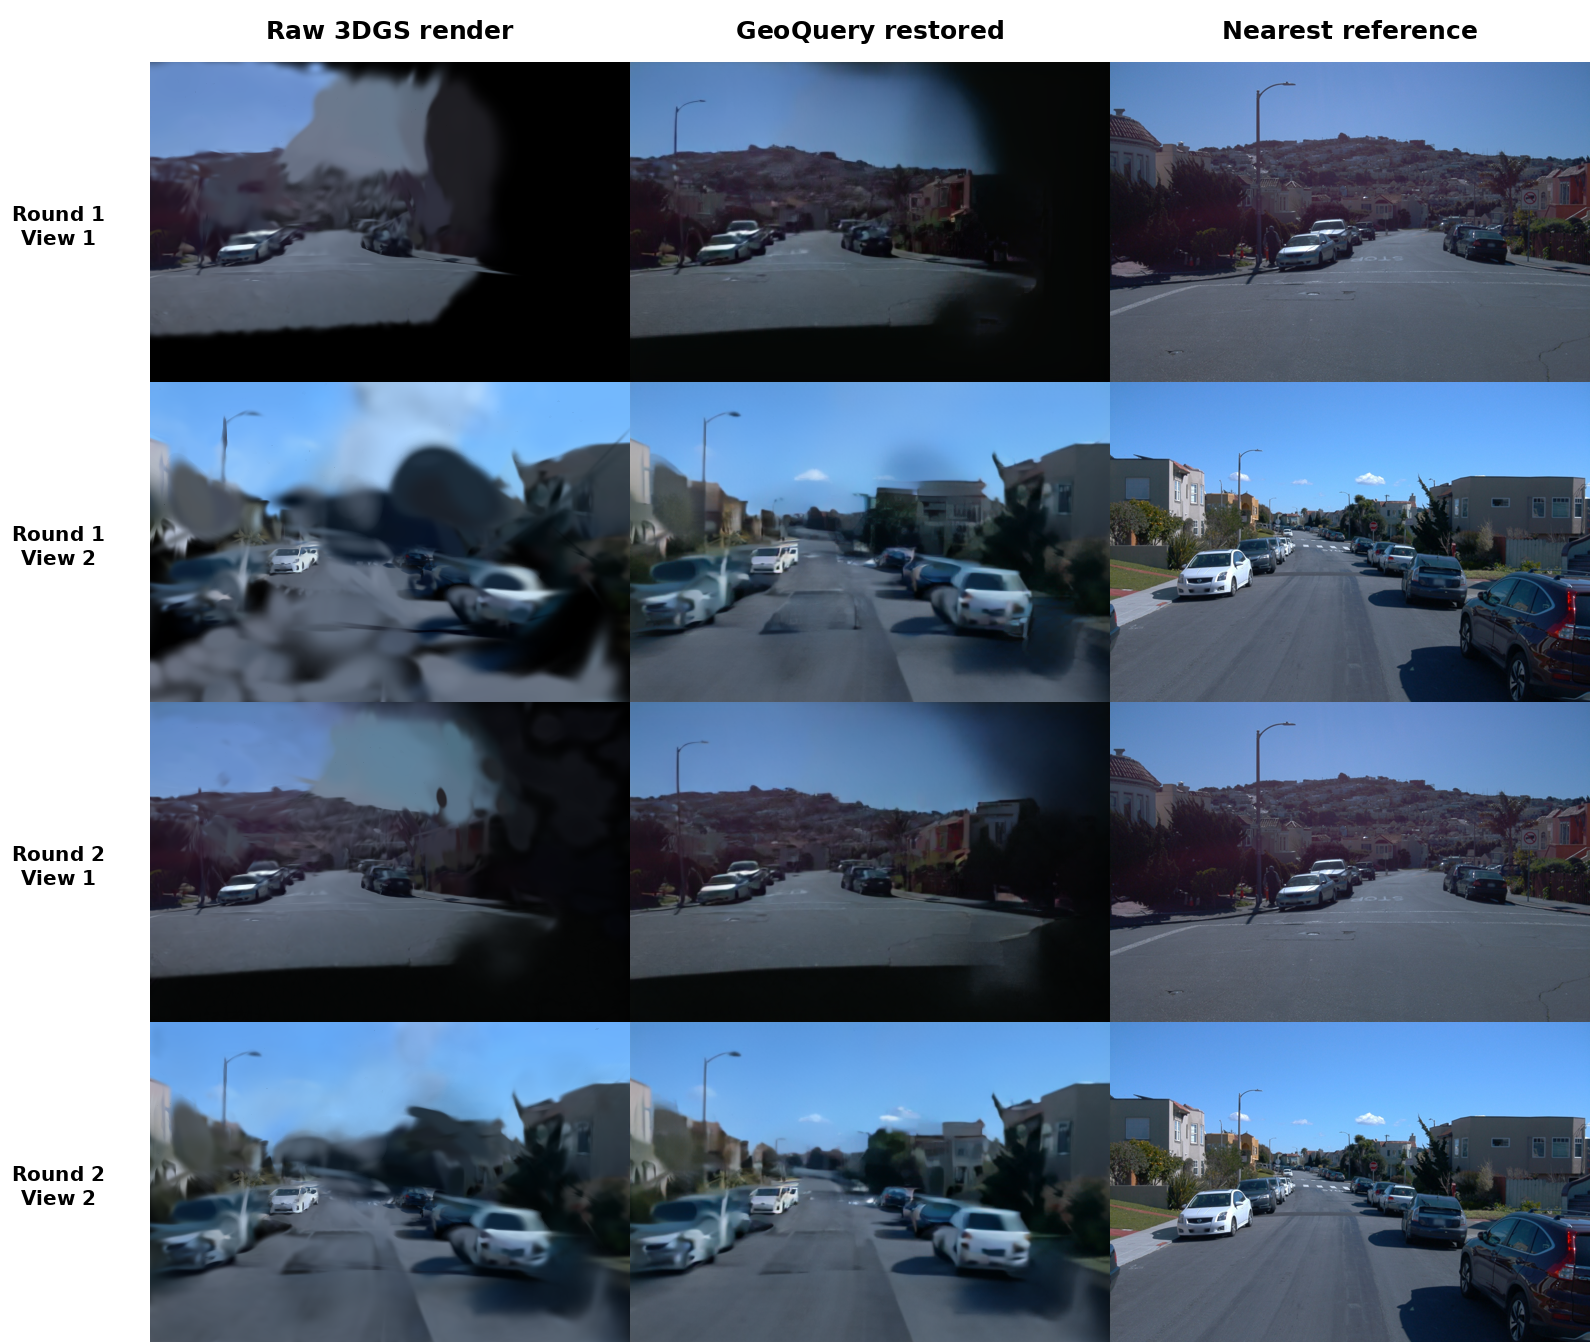 Raw 3DGS render
GeoQuery restored
Nearest reference
Round 1
View 1
Round 1
View 2
Round 2
View 1
Round 2
View 2